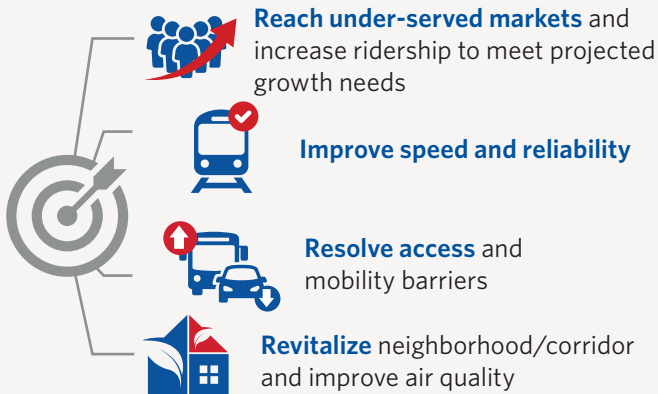 Reach under-served markets and
increase ridership to meet projected
growth needs
Improve speed and reliability
Resolve access and
mobility barriers
Revitalize neighborhood/corridor
and improve air quality